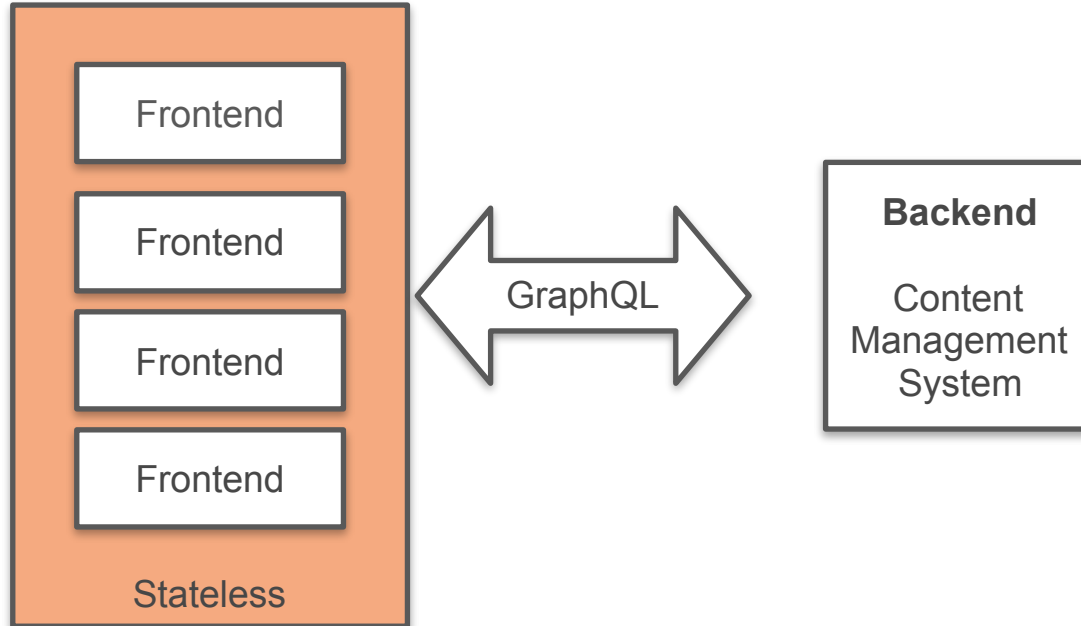 Frontend
Frontend
Frontend
Frontend
Stateless
GraphQL
Backend
Content
Management
System